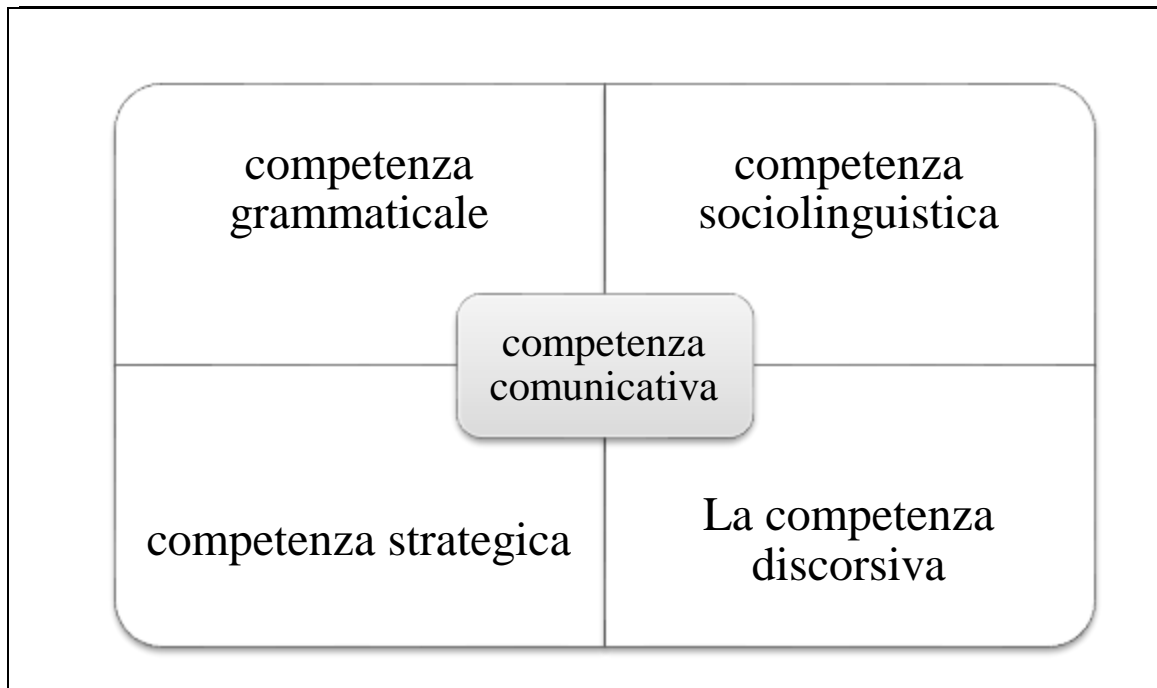 competenza
grammaticale
competenza
sociolinguistica
competenza
comunicativa
competenza strategica
La competenza
discorsiva